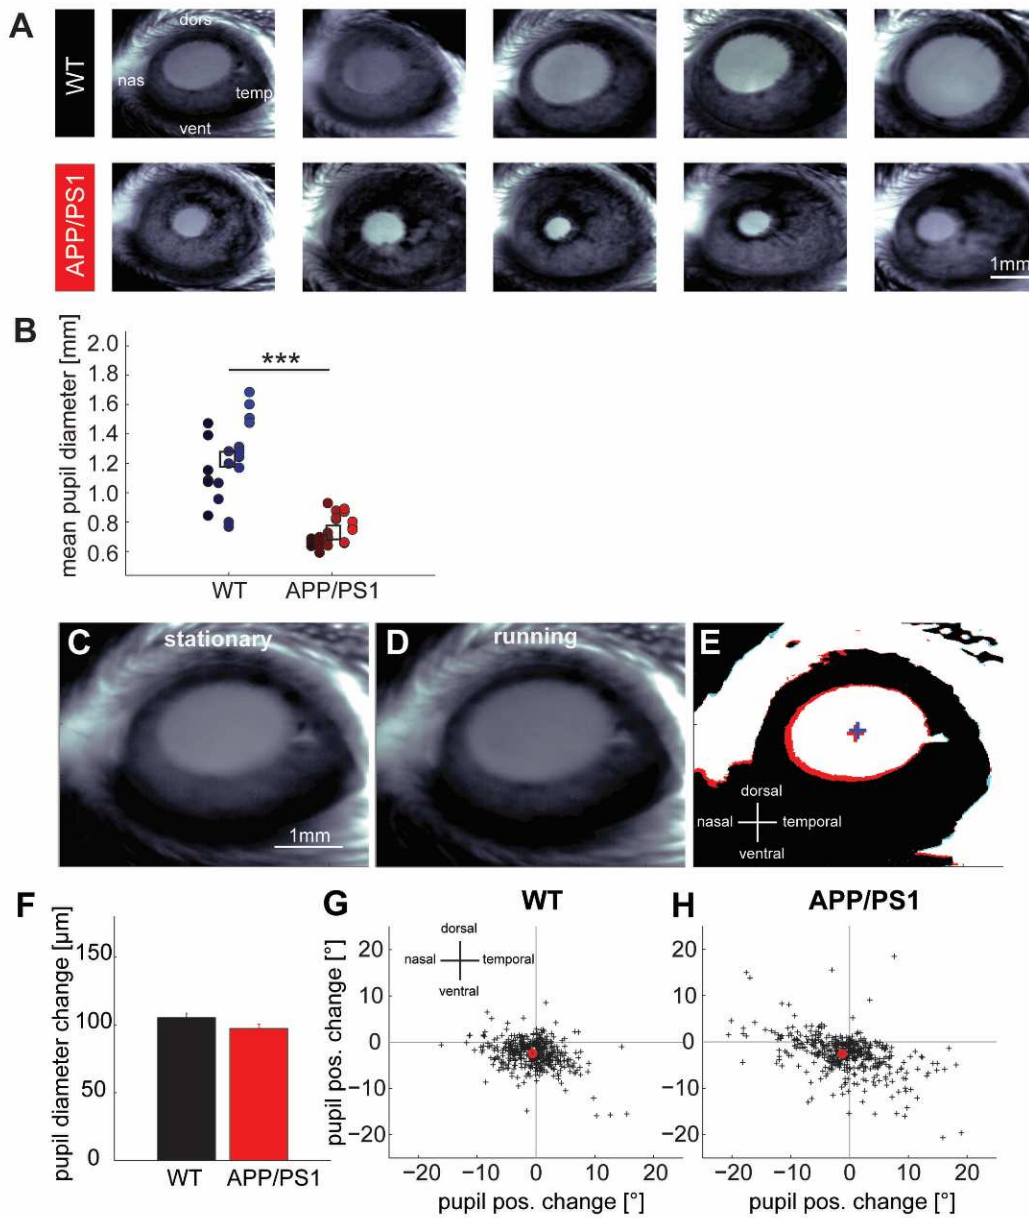 A
WT
dors
nas
temp
vent
APP/PS1
1mm
B
mean pupil diameter [mm]
2.0
1.8
1.6
1.4
1.2
1.0
0.8
0.6
***
WT
APP/PS1
C
stationary
1mm
D
running
E
dorsal
nasal
temporal
ventral
F
pupil diameter change [µm]
150
100
50
0
WT
APP/PS1
G
WT
dorsal
nasal
temporal
ventral
pupil pos. change [°]
20
10
0
−10
−20
−20 −10 0 10 20
pupil pos. change [°]
H
APP/PS1
pupil pos. change [°]
20
10
0
−10
−20
−20 −10 0 10 20
pupil pos. change [°]